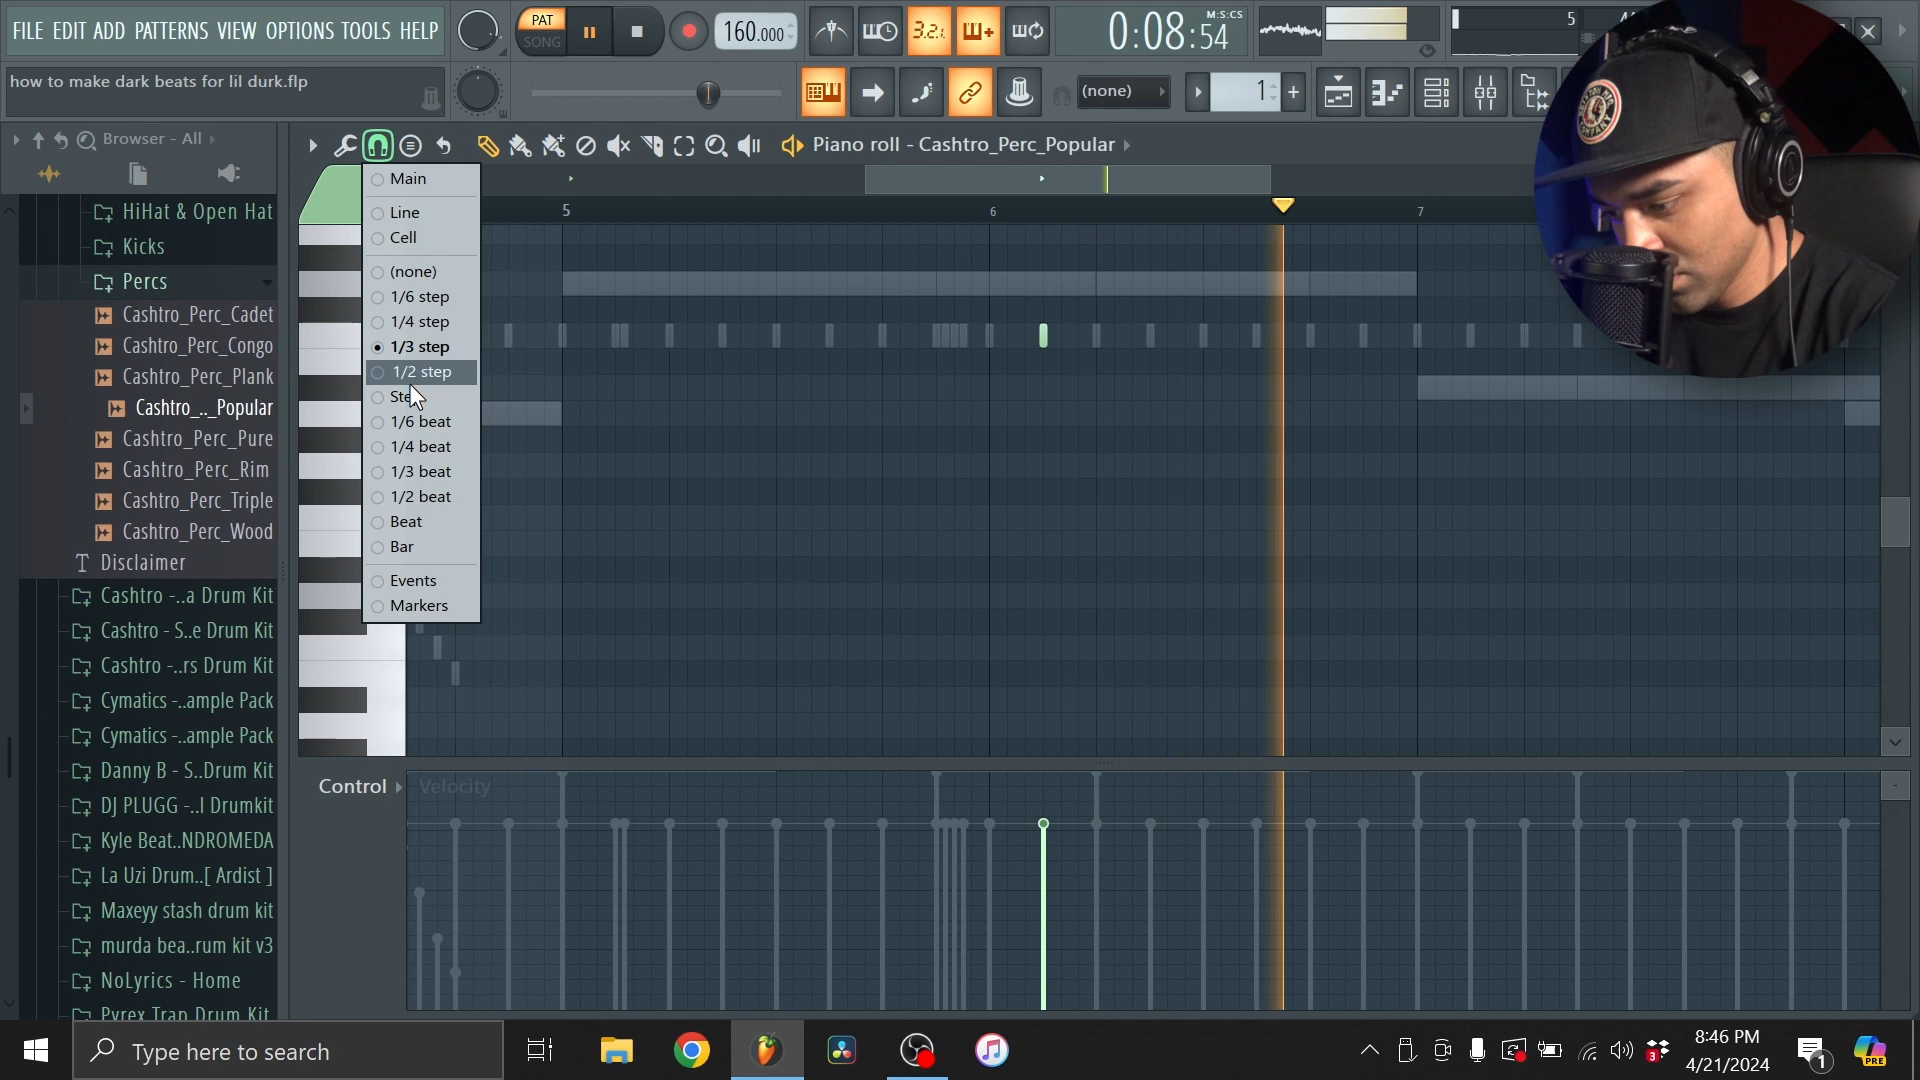 FILE EDIT ADD PATTERNS VIEW OPTIONS TOOLS HELP
PAT
SONG
160.000
3.2.
0:08:54
M:S:CS
5
how to make dark beats for lil durk.flp
(none)
1
Browser - All
Piano roll - Cashtro_Perc_Popular
5
6
7
Main
Line
Cell
(none)
1/6 step
1/4 step
1/3 step
1/2 step
1/6 beat
1/4 beat
1/3 beat
1/2 beat
Beat
Bar
Events
Markers
HiHat & Open Hat
Kicks
Percs
Cashtro_Perc_Cadet
Cashtro_Perc_Congo
Cashtro_Perc_Plank
Cashtro_.._Popular
Cashtro_Perc_Pure
Cashtro_Perc_Rim
Cashtro_Perc_Triple
Cashtro_Perc_Wood
Disclaimer
Cashtro -..a Drum Kit
Cashtro - S..e Drum Kit
Cashtro -..rs Drum Kit
Cymatics -..ample Pack
Cymatics -..ample Pack
Danny B - S..Drum Kit
DJ PLUGG -..l Drumkit
Kyle Beat..NDROMEDA
La Uzi Drum..[ Ardist ]
Maxeyy stash drum kit
murda bea..rum kit v3
NoLyrics - Home
Pyrex Trap Drum Kit
Control
Velocity
Type here to search
8:46 PM
4/21/2024
3
1
PRE